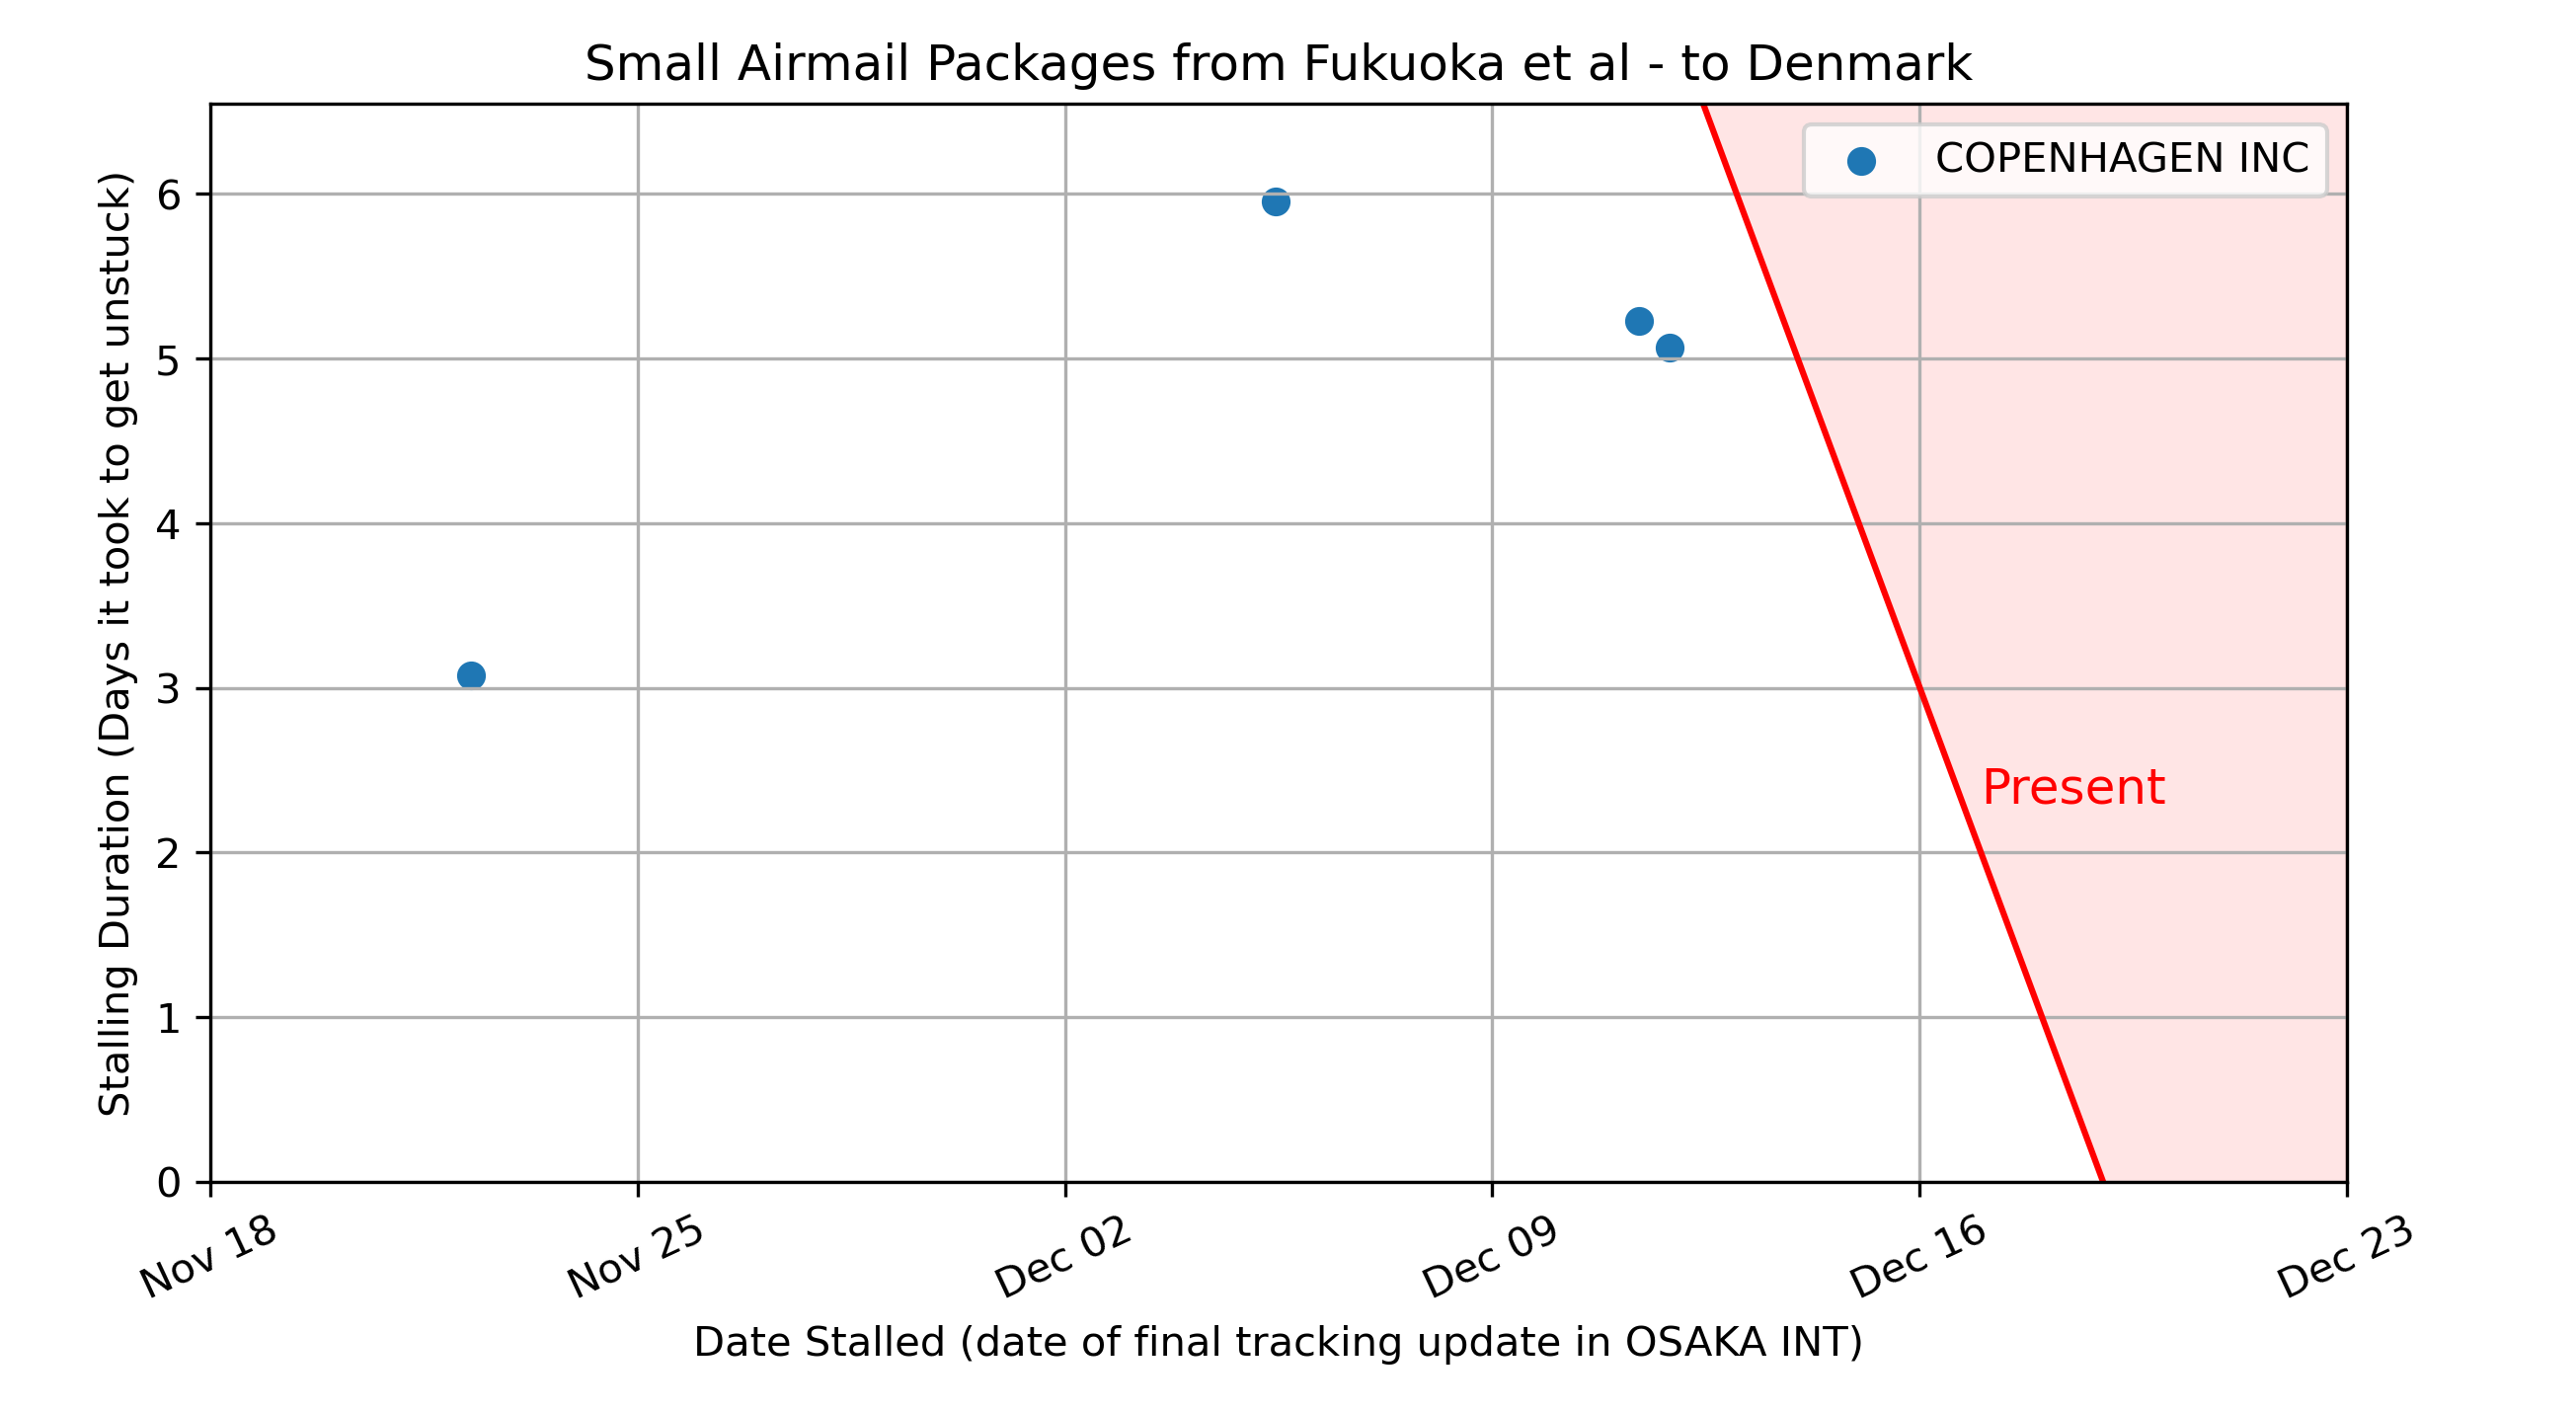 Small Airmail Packages from Fukuoka et al - to Denmark
COPENHAGEN INC
Stalling Duration (Days it took to get unstuck)
6
5
4
3
2
1
0
Present
Nov 18
Nov 25
Dec 02
Dec 09
Dec 16
Dec 23
Date Stalled (date of final tracking update in OSAKA INT)